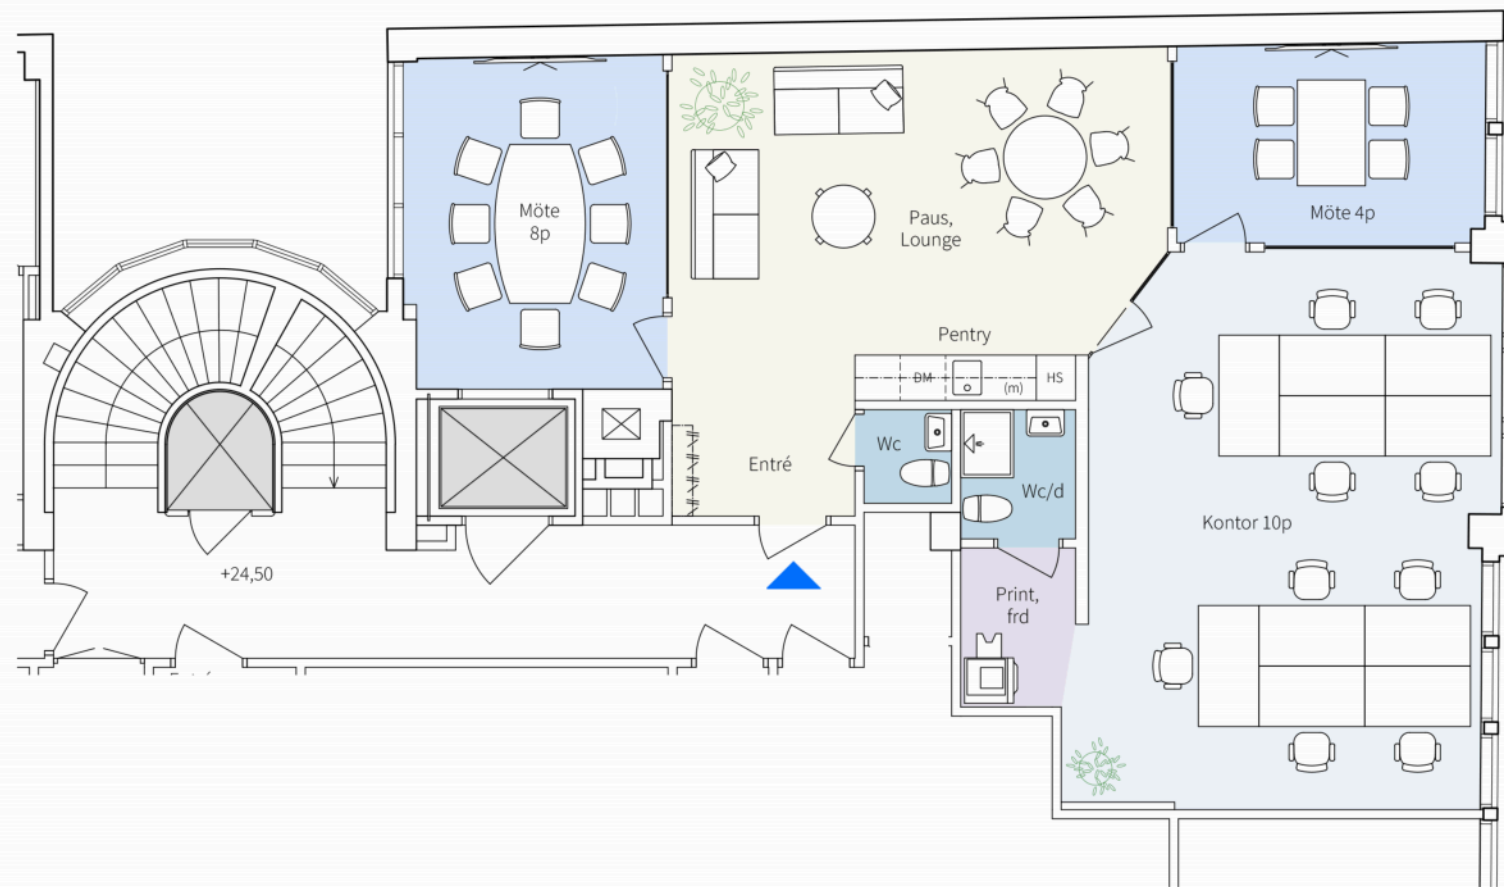 Möte
8p
Paus,
Lounge
Möte 4p
Pentry
DM
(m)
HS
Entré
Wc
Wc/d
Kontor 10p
+24,50
Print,
frd